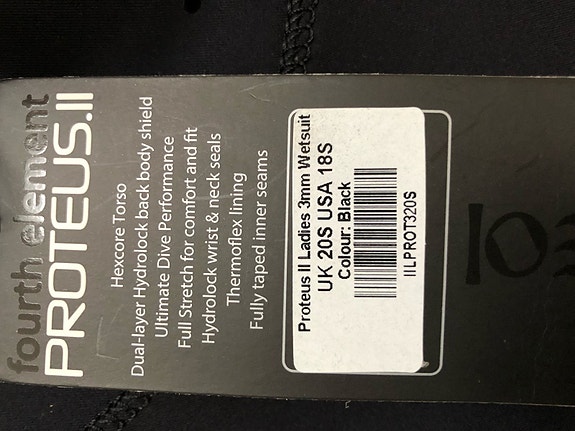 fourth element
PROTEUS.II
Hexcore Torso
Dual-layer Hydrolock back body shield
Ultimate Dive Performance
Full Stretch for comfort and fit
Hydrolock wrist & neck seals
Thermoflex lining
Fully taped inner seams
Proteus II Ladies 3mm Wetsuit
UK 20S USA 18S
Colour: Black
IILPROT320S